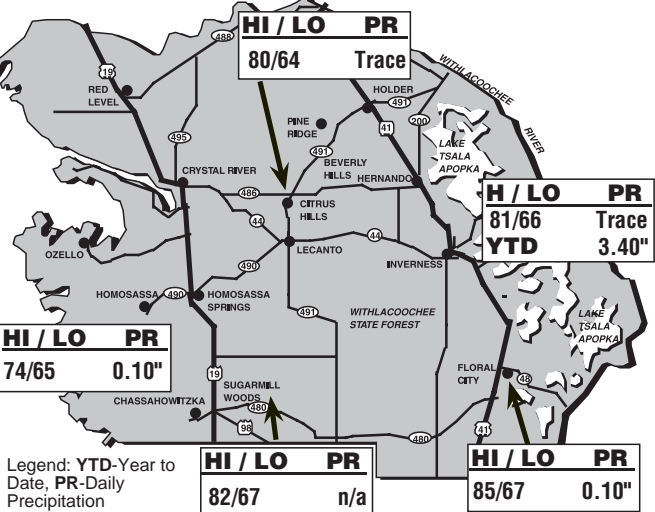 HI / LO PR
80/64 Trace
488
19
RED
LEVEL
HOLDER
491
WITHLACOOCHEE
RIVER
PINE
RIDGE
41
200
495
491
LAKE
TSALA
APOPKA
BEVERLY
HILLS
CRYSTAL RIVER
HERNANDO
486
HI / LO PR
81/66 Trace
YTD 3.40"
CITRUS
HILLS
44
44
LECANTO
OZELLO
INVERNESS
490
HOMOSASSA
490
HOMOSASSA
SPRINGS
491
WITHLACOOCHEE
STATE FOREST
LAKE
TSALA
APOPKA
HI / LO PR
74/65 0.10"
19
FLORAL
CITY
48
SUGARMILL
WOODS
CHASSAHOWITZKA
480
98
480
41
HI / LO PR
82/67 n/a
HI / LO PR
85/67 0.10"
Legend: YTD-Year to
Date, PR-Daily
Precipitation